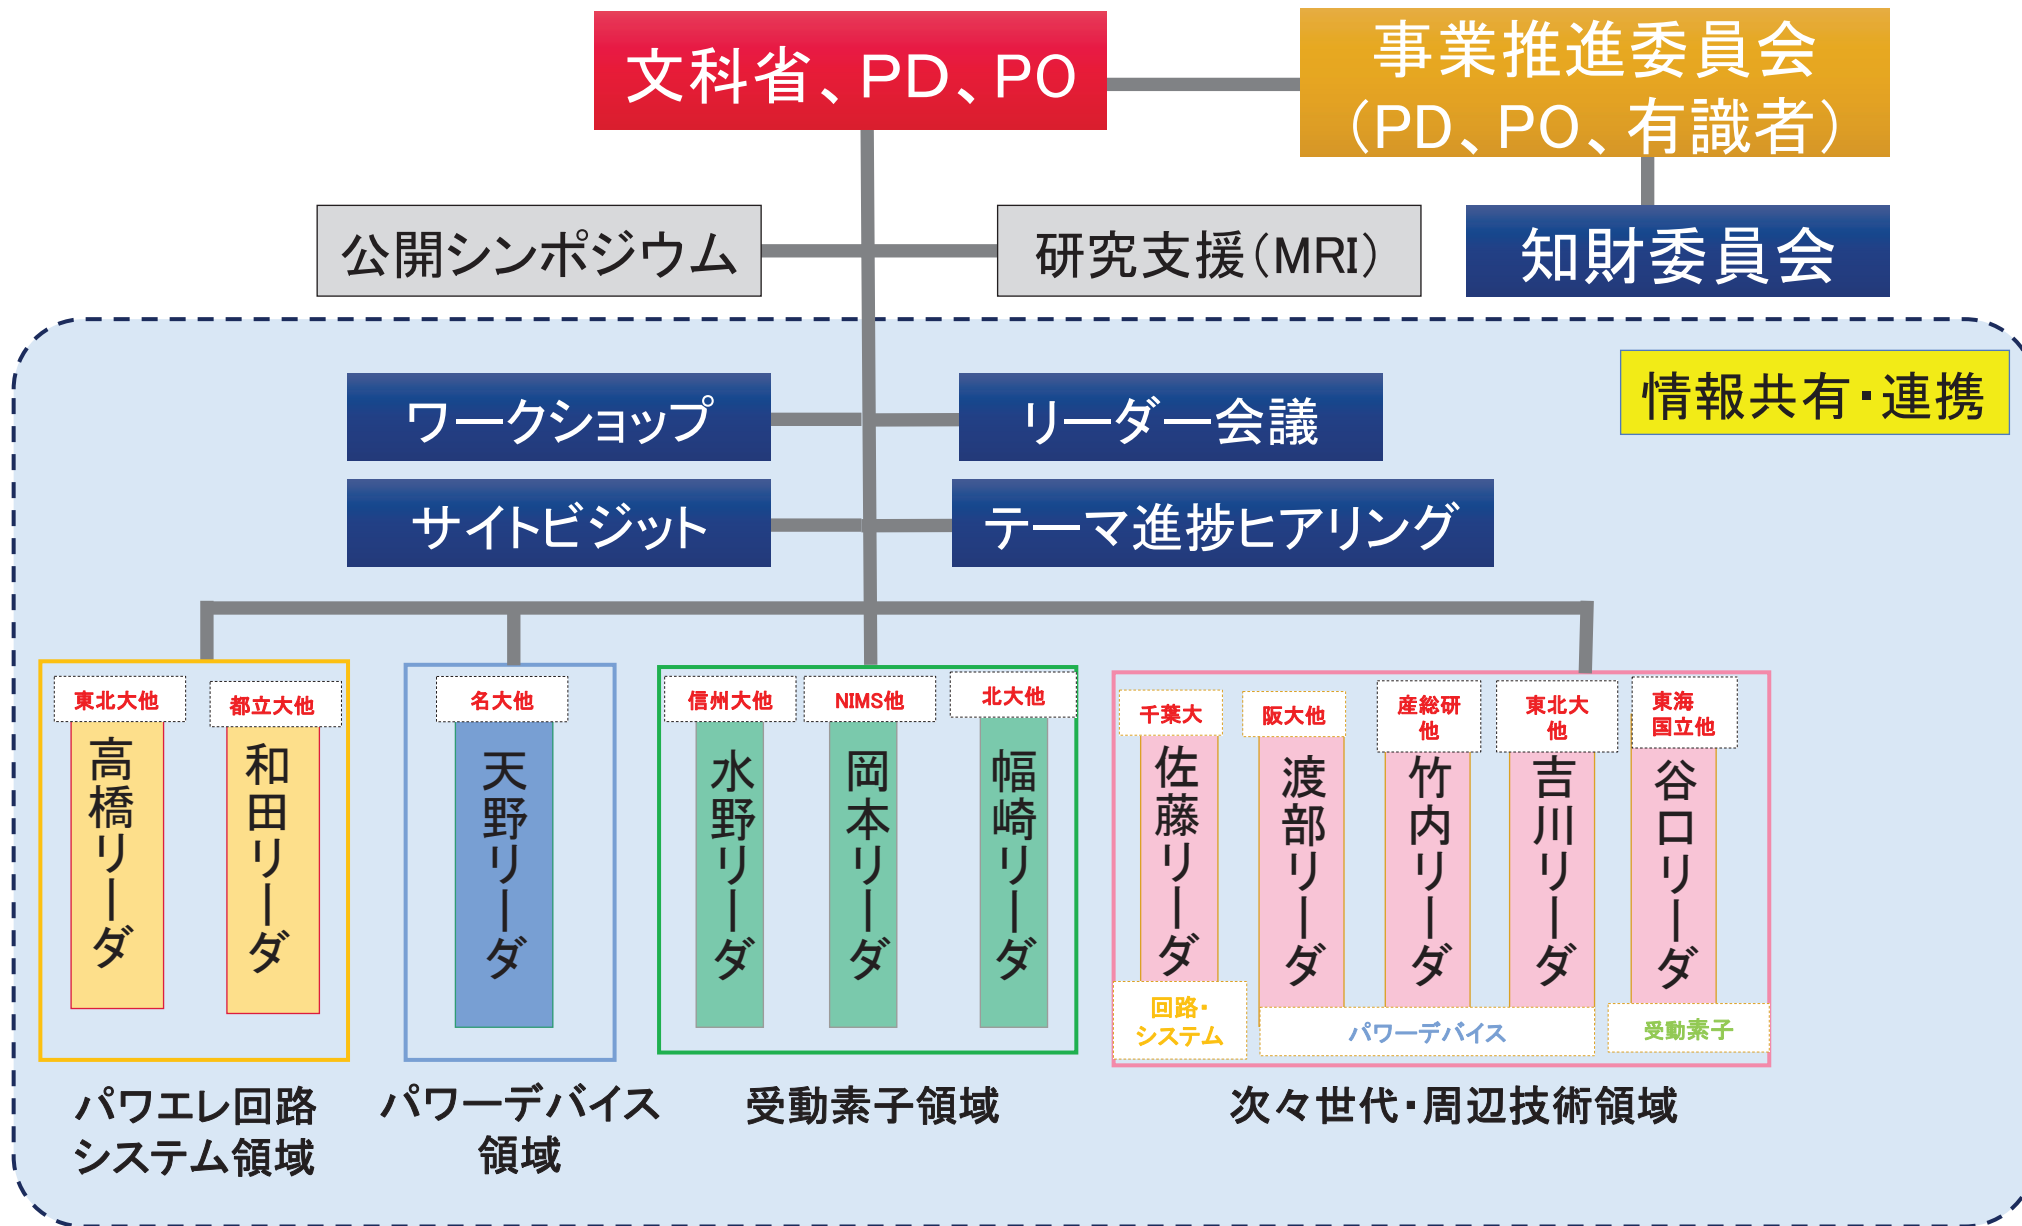 文科省、PD、PO
事業推進委員会
（PD、PO、有識者）
公開シンポジウム
研究支援（MRI）
知財委員会
情報共有・連携
ワークショップ
リーダー会議
サイトビジット
テーマ進捗ヒアリング
東北大他
高橋リーダ
都立大他
和田リーダ
パワエレ回路
システム領域
名大他
天野リーダ
パワーデバイス
領域
信州大他
水野リーダ
NIMS他
岡本リーダ
北大他
幅崎リーダ
受動素子領域
千葉大
佐藤リーダ
回路・
システム
阪大他
渡部リーダ
産総研
他
竹内リーダ
東北大
他
吉川リーダ
パワーデバイス
東海
国立他
谷口リーダ
受動素子
次々世代・周辺技術領域